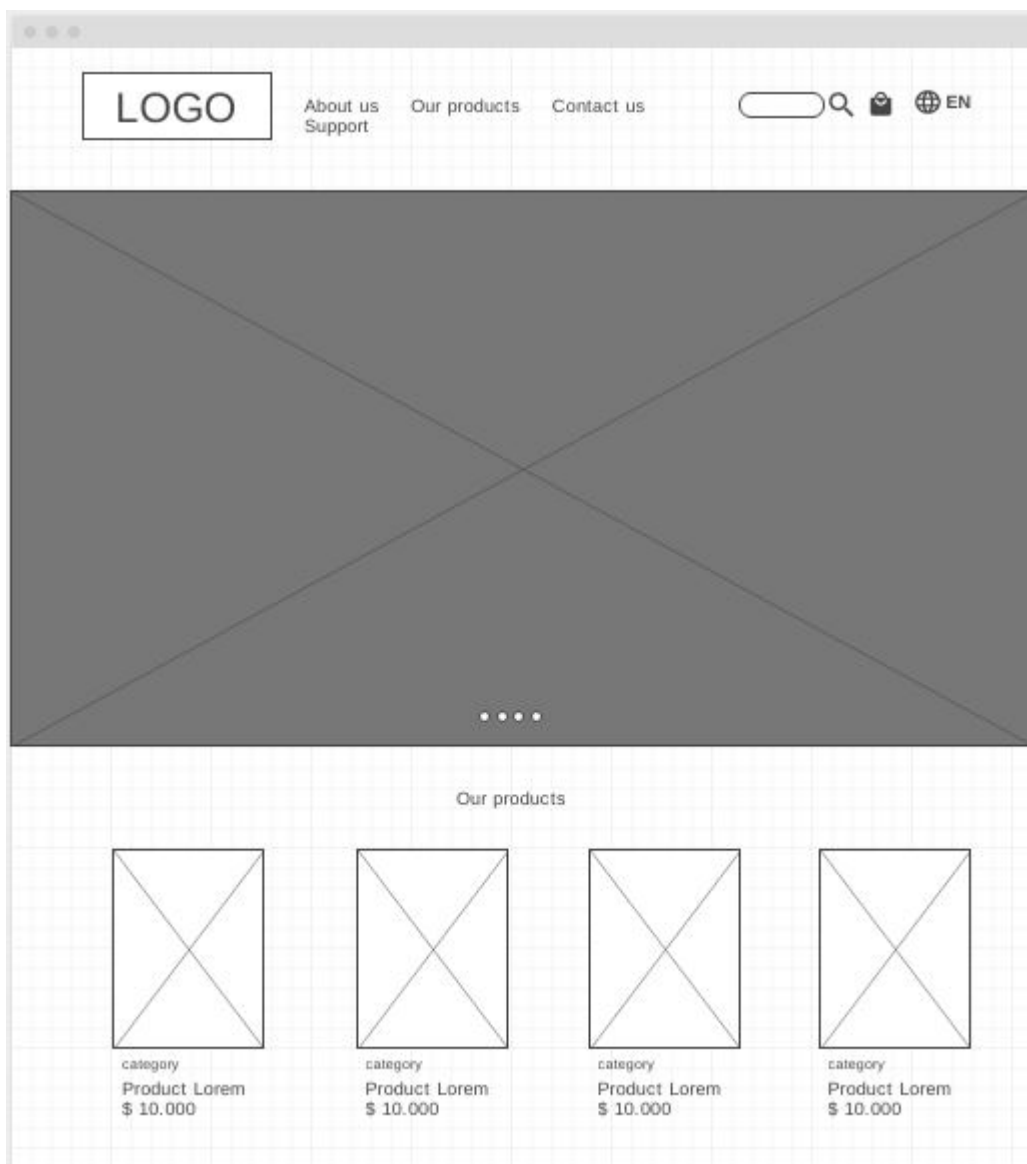 LOGO
About us Our products Contact us
Support
EN
Our products
category category category category
Product Lorem Product Lorem Product Lorem Product Lorem
$ 10.000 $ 10.000 $ 10.000 $ 10.000